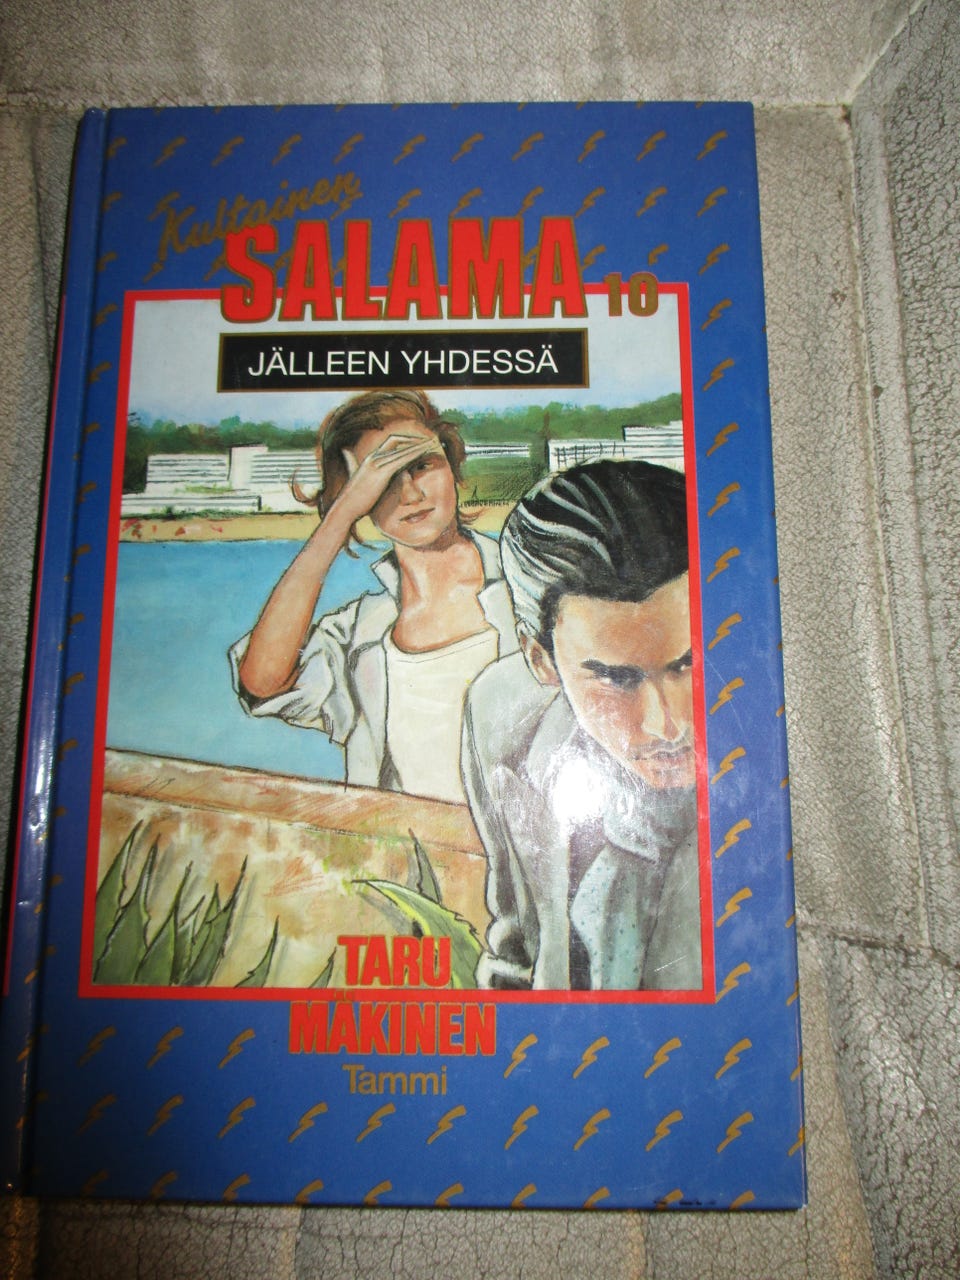 Kultainen
SALAMA 10
JÄLLEEN YHDESSÄ
TARU
MÄKINEN
Tammi